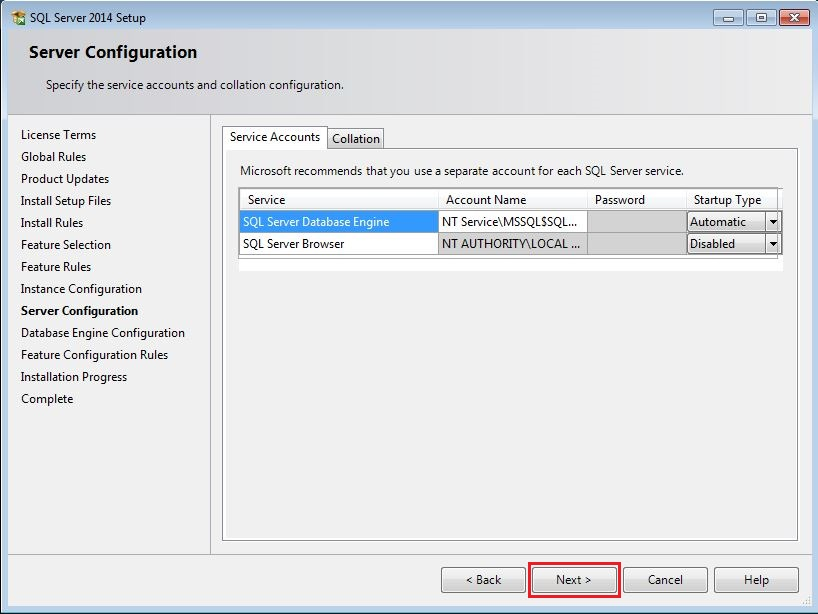 SQL Server 2014 Setup
Server Configuration
Specify the service accounts and collation configuration.
License Terms
Global Rules
Product Updates
Install Setup Files
Install Rules
Feature Selection
Feature Rules
Instance Configuration
Server Configuration
Database Engine Configuration
Feature Configuration Rules
Installation Progress
Complete
Service Accounts Collation
Microsoft recommends that you use a separate account for each SQL Server service.
Service Account Name Password Startup Type
SQL Server Database Engine NT Service\MSSQL$SQL... Automatic
SQL Server Browser NT AUTHORITY\LOCAL ... Disabled
< Back Next > Cancel Help